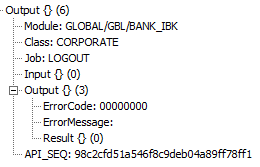 Output {} (6)
Module: GLOBAL/GBL/BANK_IBK
Class: CORPORATE
Job: LOGOUT
Input {} (0)
Output {} (3)
ErrorCode: 00000000
ErrorMessage:
Result {} (0)
API_SEQ: 98c2cfd51a546f8c9deb04a89ff78ff1